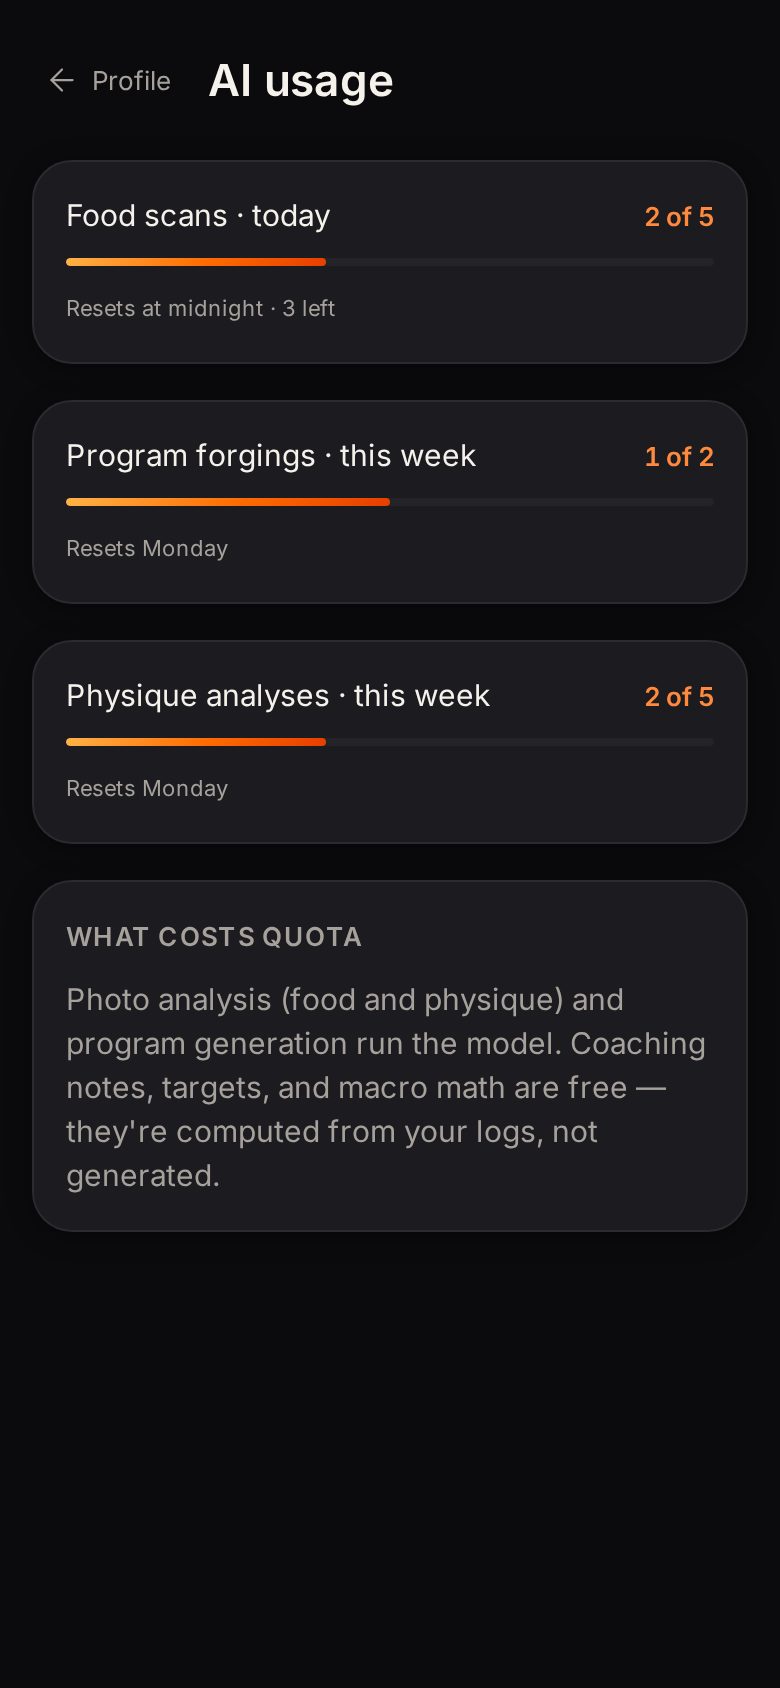 Profile AI usage
Food scans · today 2 of 5
Resets at midnight · 3 left
Program forgings · this week 1 of 2
Resets Monday
Physique analyses · this week 2 of 5
Resets Monday
WHAT COSTS QUOTA
Photo analysis (food and physique) and
program generation run the model. Coaching
notes, targets, and macro math are free —
they're computed from your logs, not
generated.